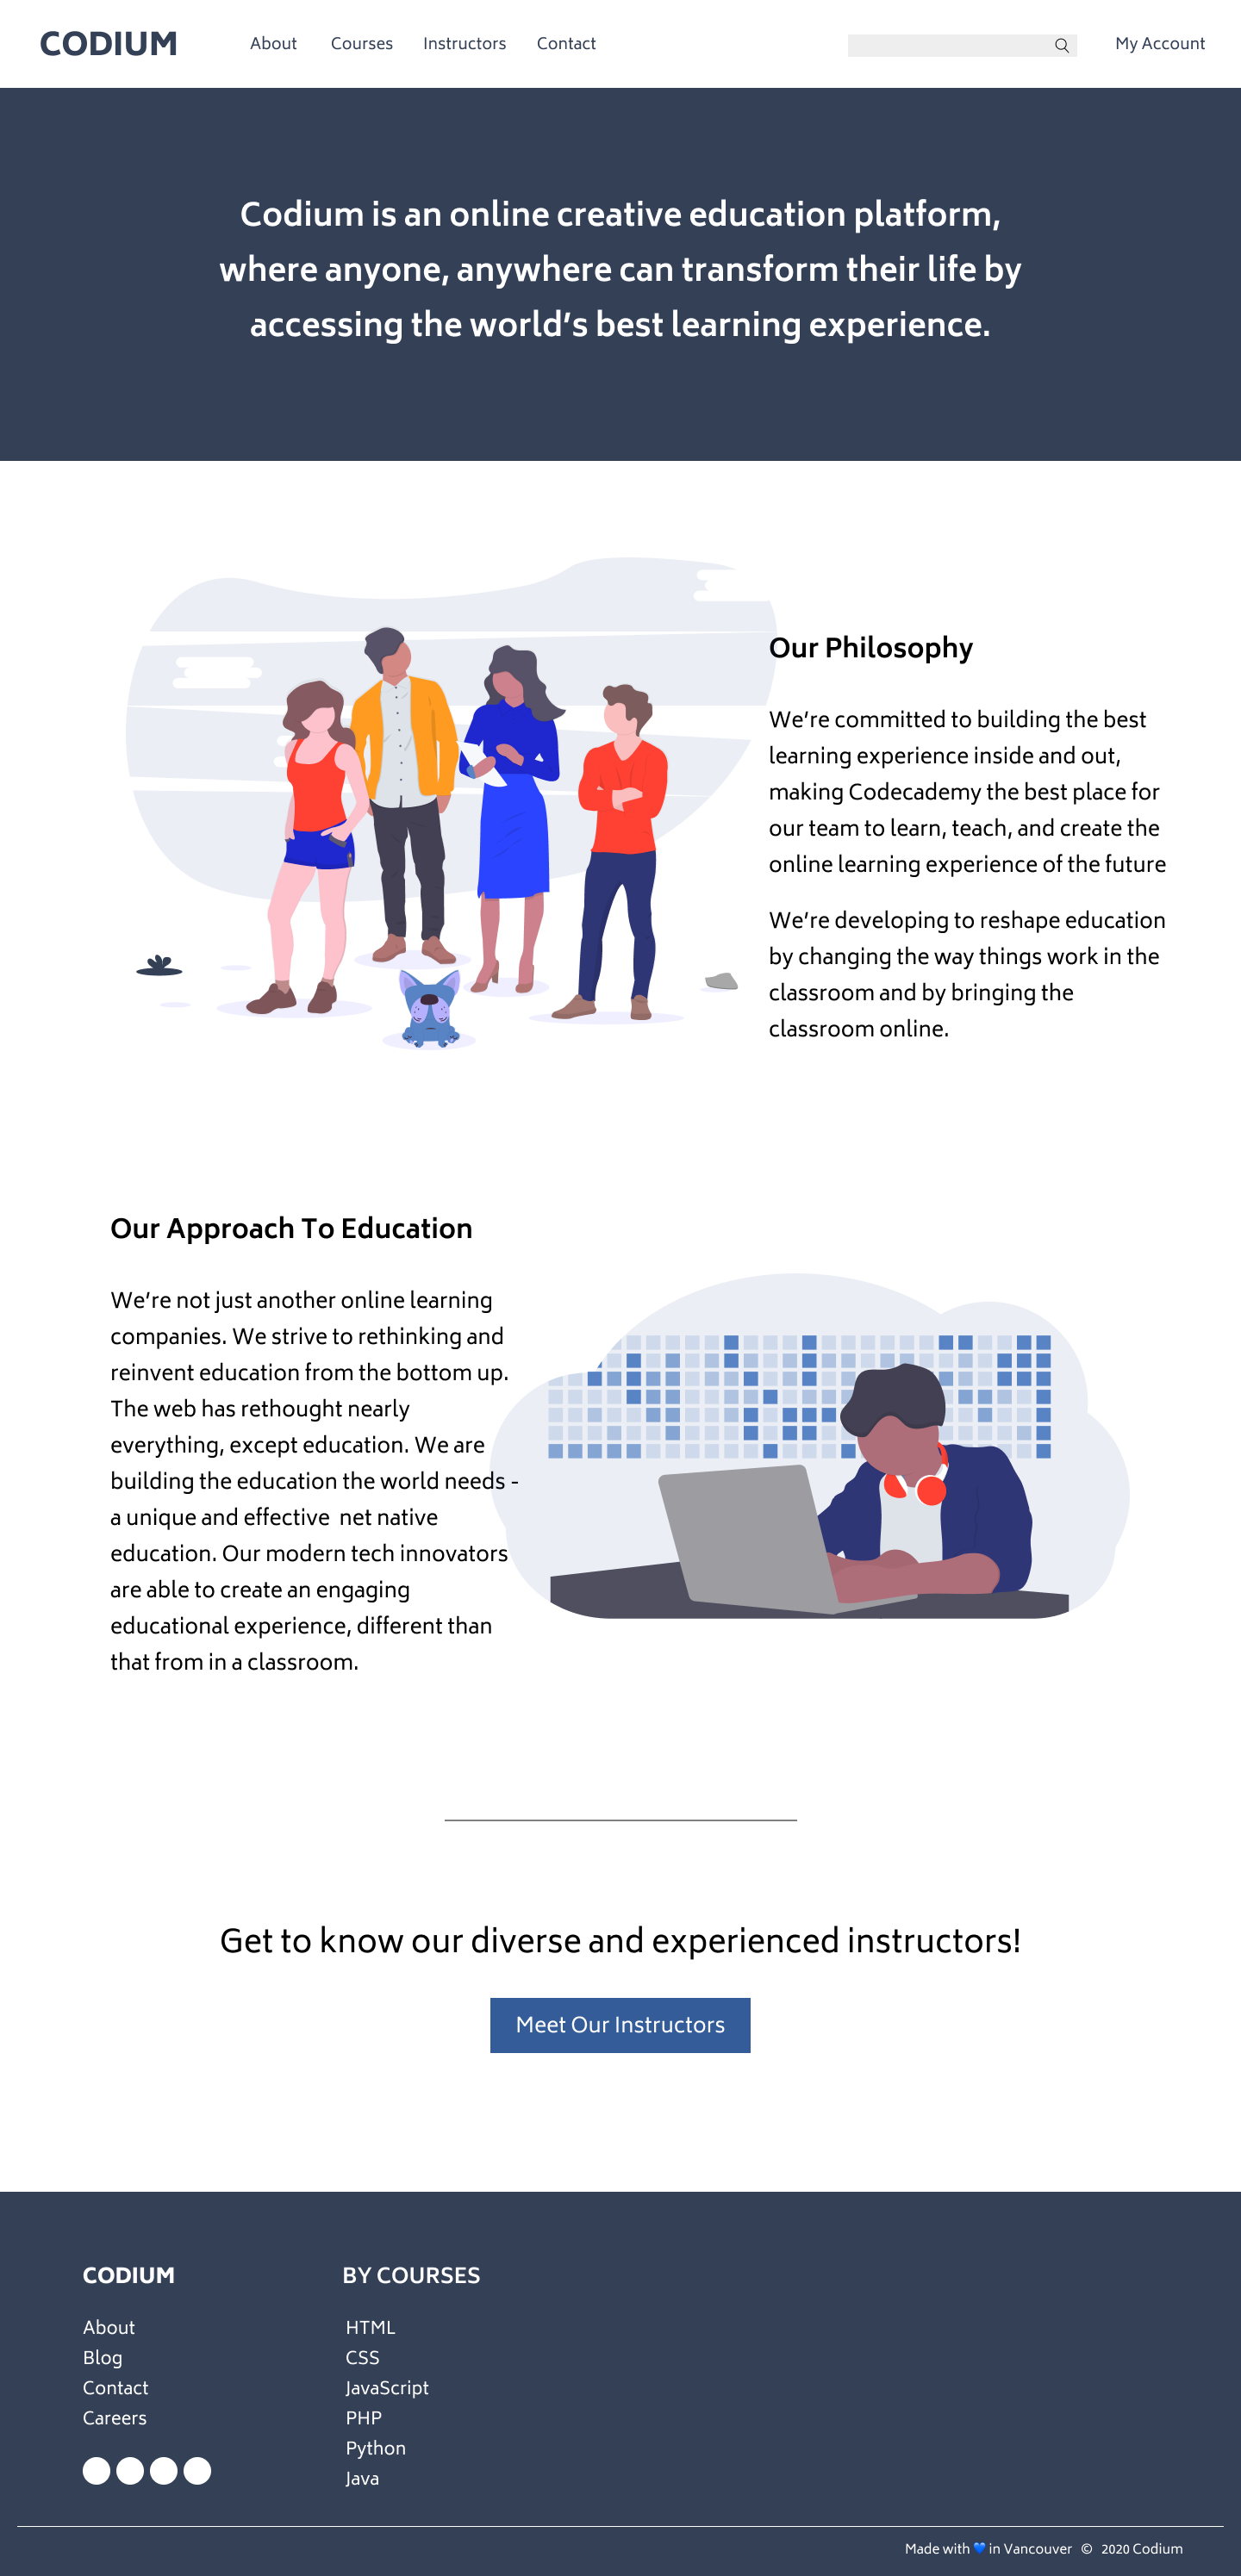 CODIUM About Courses Instructors Contact My Account
Codium is an online creative education platform,
where anyone, anywhere can transform their life by
accessing the world’s best learning experience.
Our Philosophy
We’re committed to building the best
learning experience inside and out,
making Codecademy the best place for
our team to learn, teach, and create the
online learning experience of the future
We’re developing to reshape education
by changing the way things work in the
classroom and by bringing the
classroom online.
Our Approach To Education
We’re not just another online learning
companies. We strive to rethinking and
reinvent education from the bottom up.
The web has rethought nearly
everything, except education. We are
building the education the world needs -
a unique and effective net native
education. Our modern tech innovators
are able to create an engaging
educational experience, different than
that from in a classroom.
Get to know our diverse and experienced instructors!
Meet Our Instructors
CODIUM
About
Blog
Contact
Careers
BY COURSES
HTML
CSS
JavaScript
PHP
Python
Java
Made with 💙 in Vancouver © 2020 Codium